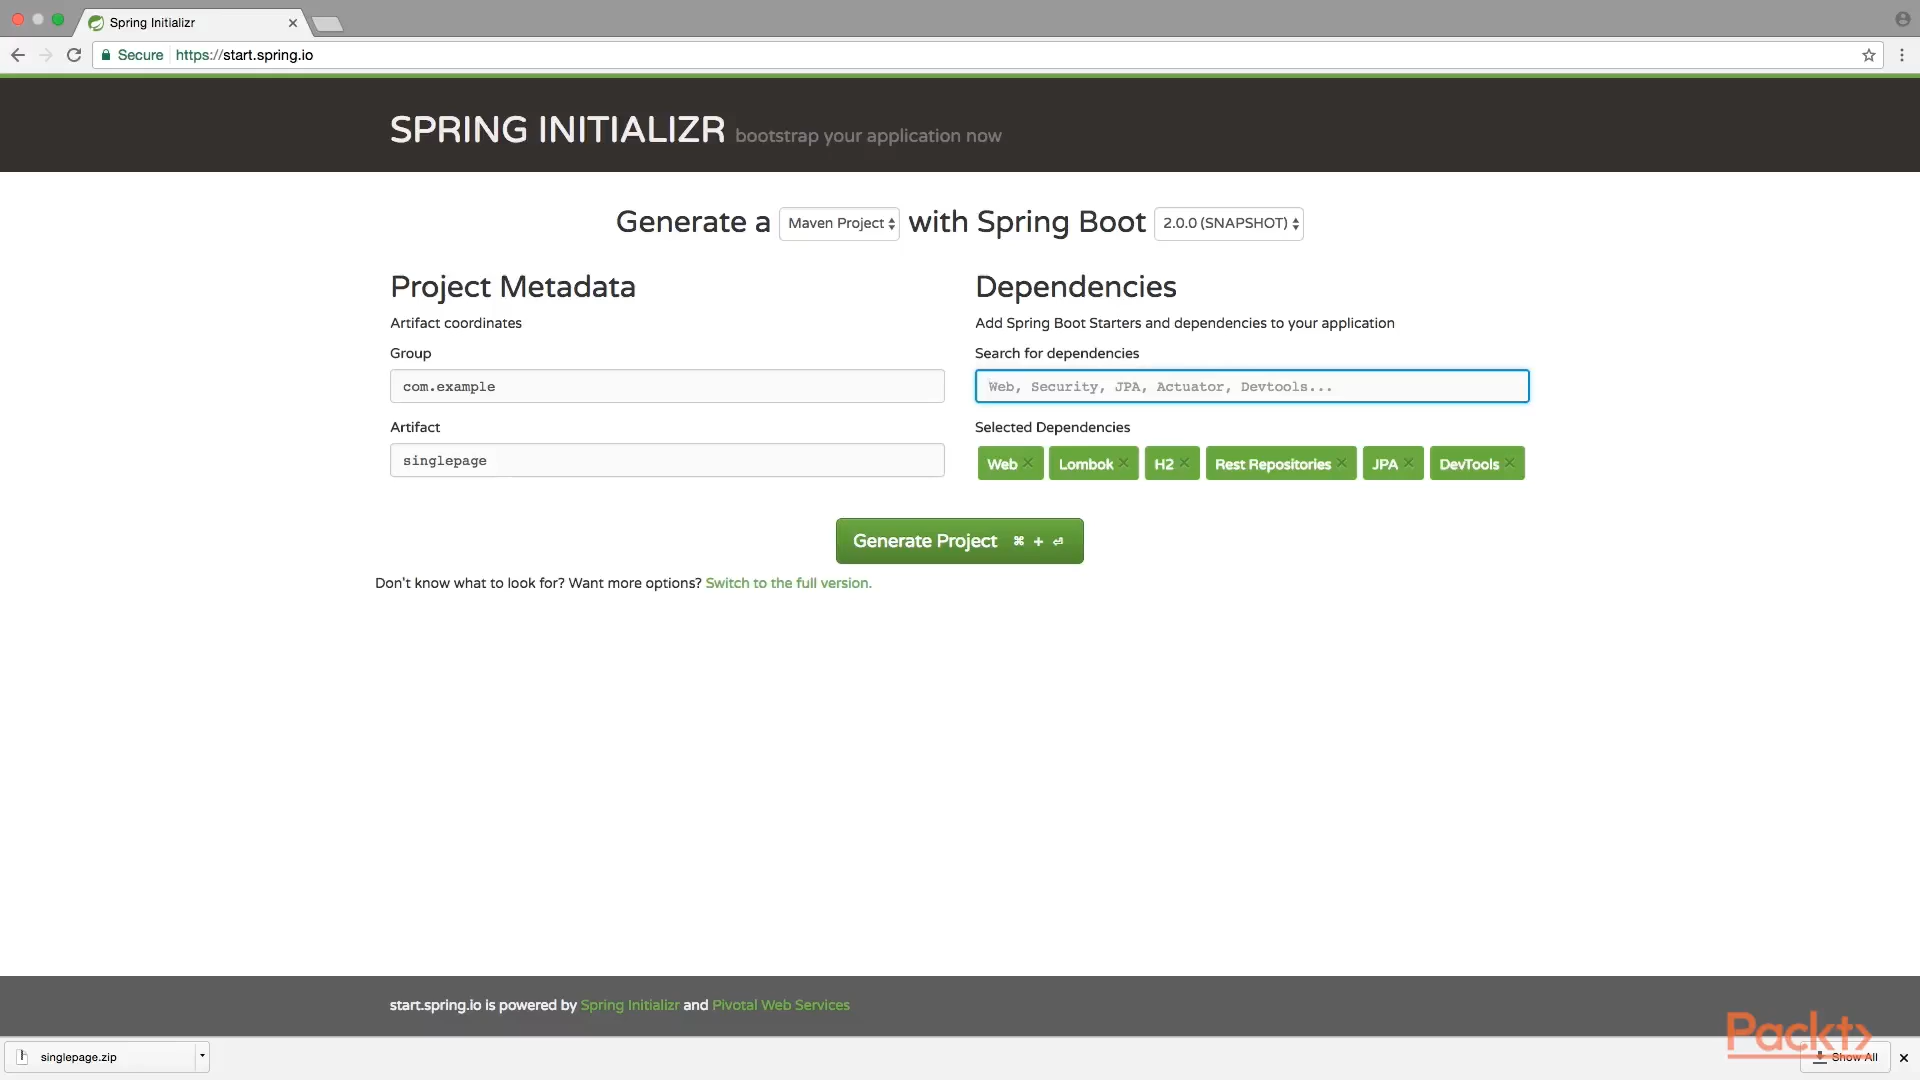 Spring Initializr
Secure https://start.spring.io
SPRING INITIALIZR bootstrap your application now
Generate a Maven Project with Spring Boot 2.0.0 (SNAPSHOT)
Project Metadata
Artifact coordinates
Group
com.example
Artifact
singlepage
Dependencies
Add Spring Boot Starters and dependencies to your application
Search for dependencies
Web, Security, JPA, Actuator, Devtools...
Selected Dependencies
Web Lombok H2 Rest Repositories JPA DevTools
Generate Project ⌘ + ⏎
Don't know what to look for? Want more options? Switch to the full version.
start.spring.io is powered by Spring Initializr and Pivotal Web Services
Packt>
singlepage.zip
Show All